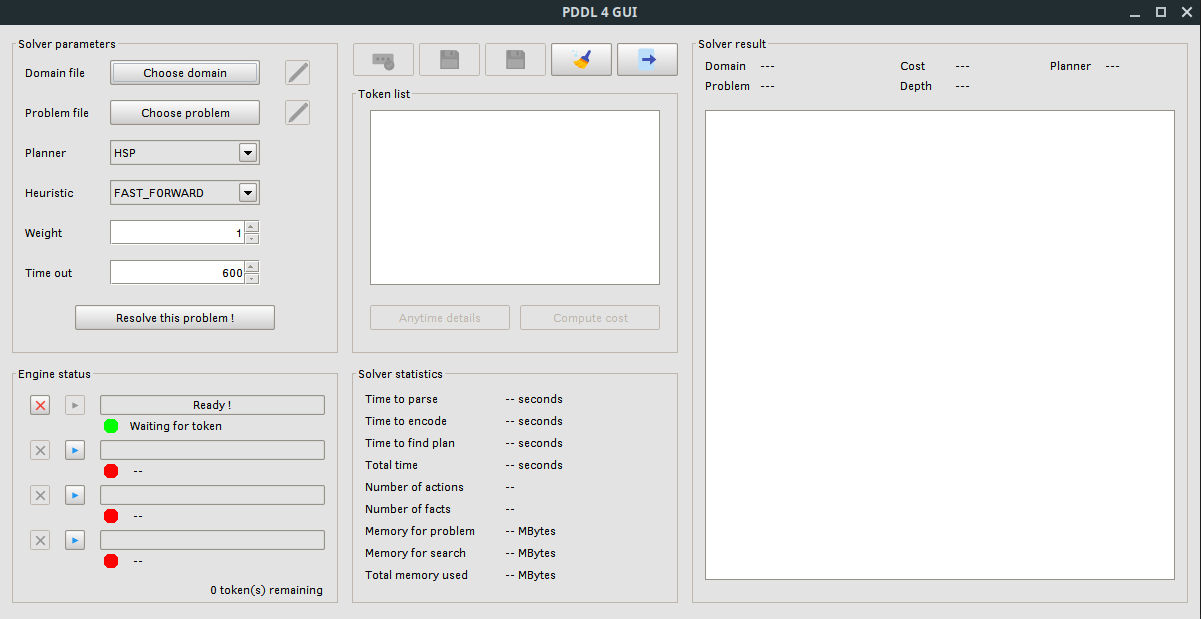 PDDL 4 GUI
Solver parameters
Domain file Choose domain
Problem file Choose problem
Planner HSP
Heuristic FAST_FORWARD
Weight 1
Time out 600
Resolve this problem !
Engine status
Ready !
Waiting for token
--
--
--
0 token(s) remaining
Token list
Anytime details Compute cost
Solver statistics
Time to parse -- seconds
Time to encode -- seconds
Time to find plan -- seconds
Total time -- seconds
Number of actions --
Number of facts --
Memory for problem -- MBytes
Memory for search -- MBytes
Total memory used -- MBytes
Solver result
Domain --- Cost --- Planner ---
Problem --- Depth ---